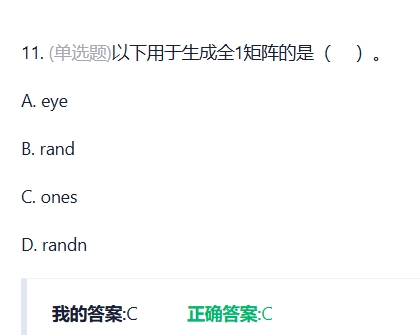 11. (单选题)以下用于生成全1矩阵的是（ ）。
A. eye
B. rand
C. ones
D. randn
我的答案:C 正确答案:C